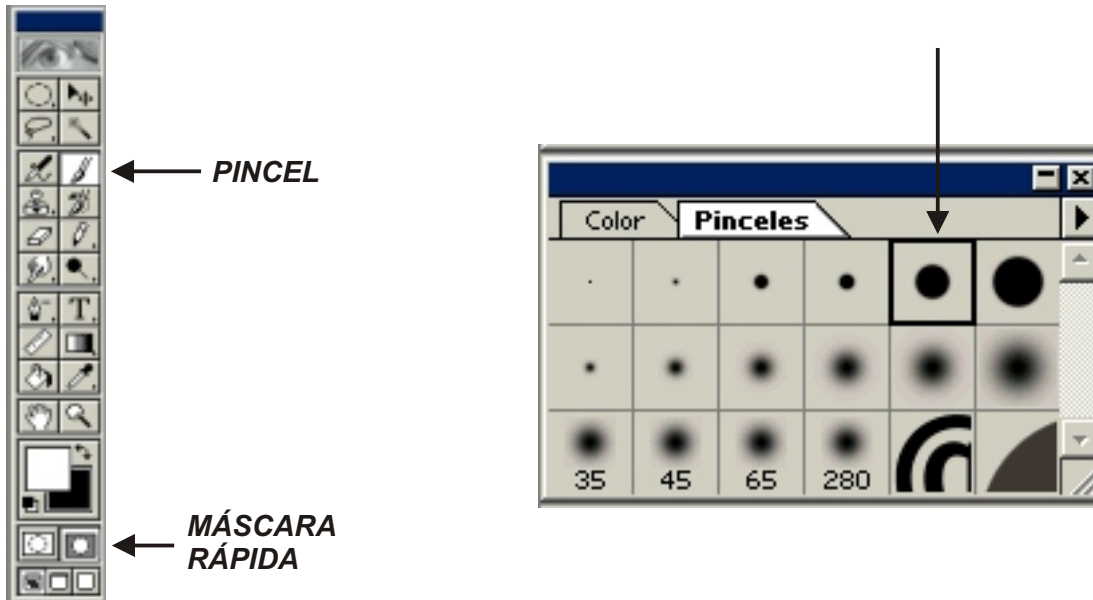 PINCEL
MÁSCARA
RÁPIDA
T
Color Pinceles
35 45 65 280